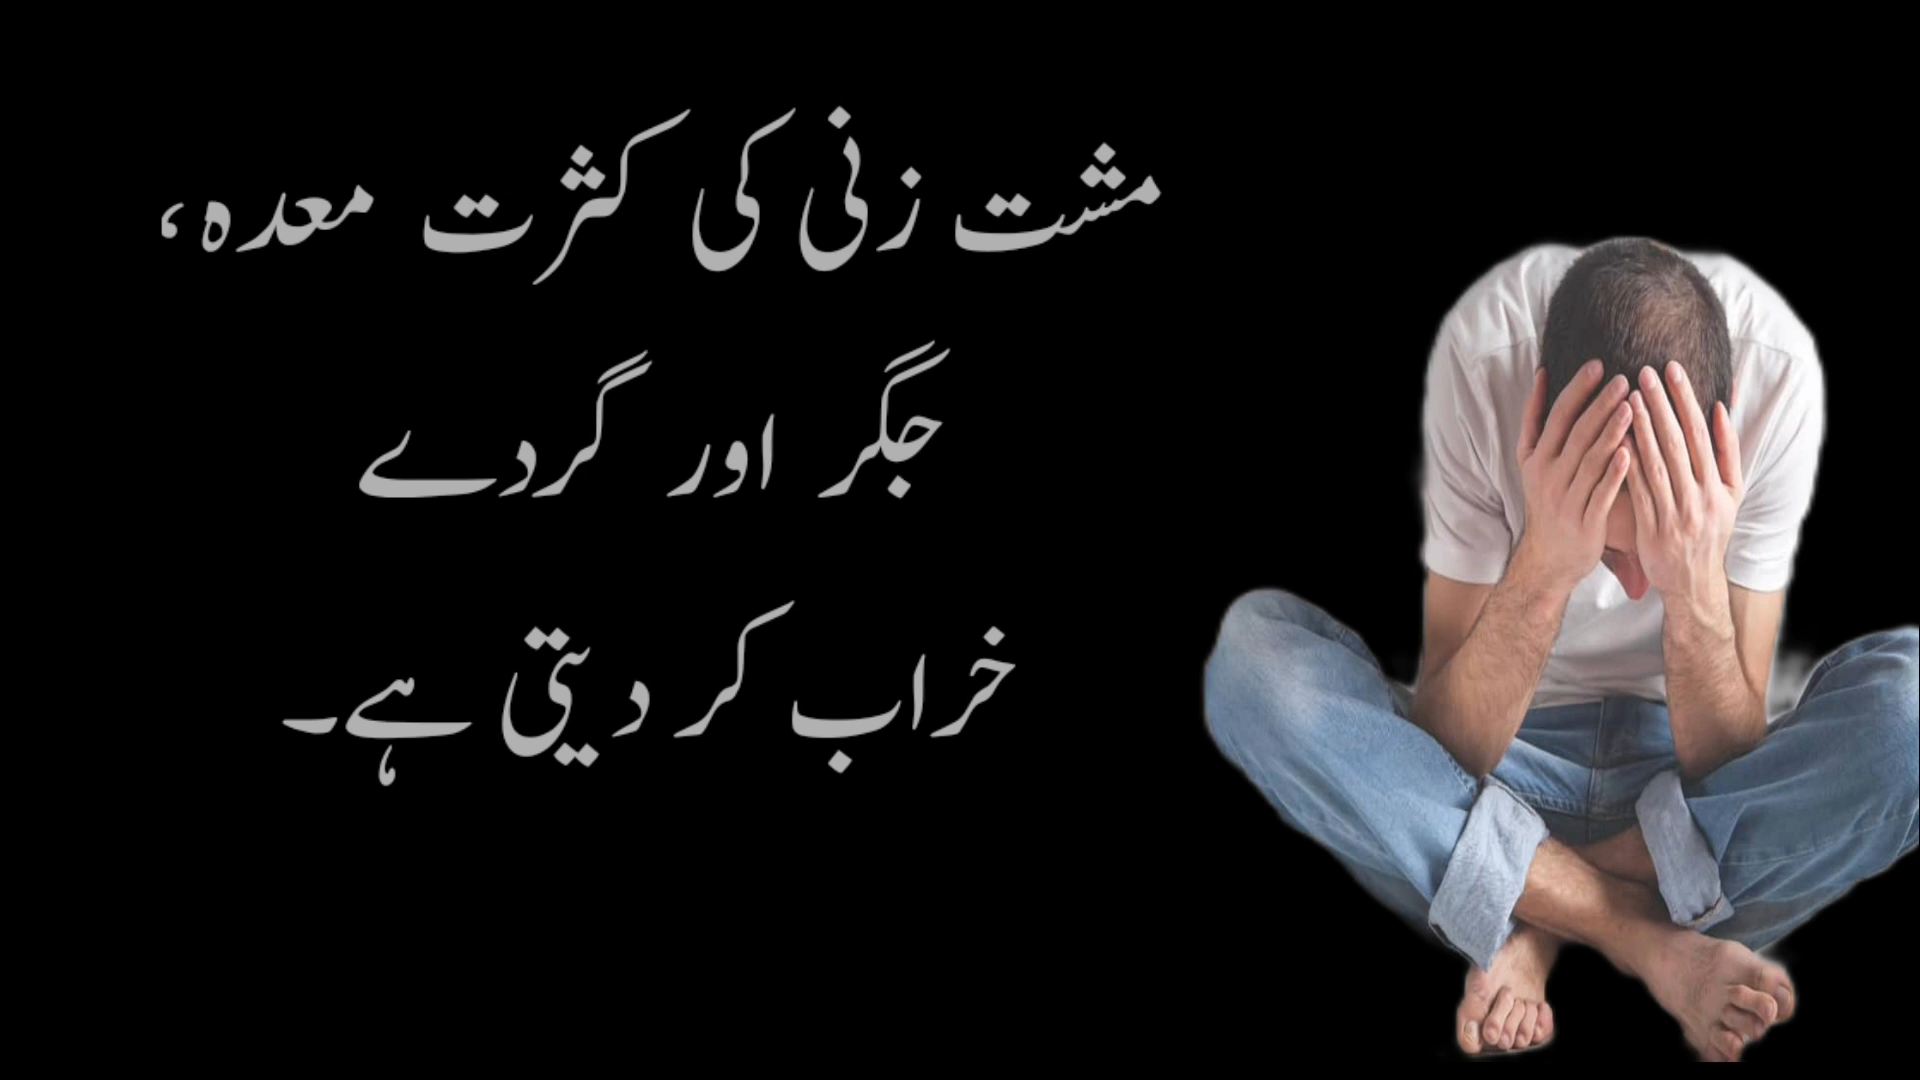 مشت زنی کی کثرت معدہ،
جگر اور گردے
خراب کر دیتی ہے۔